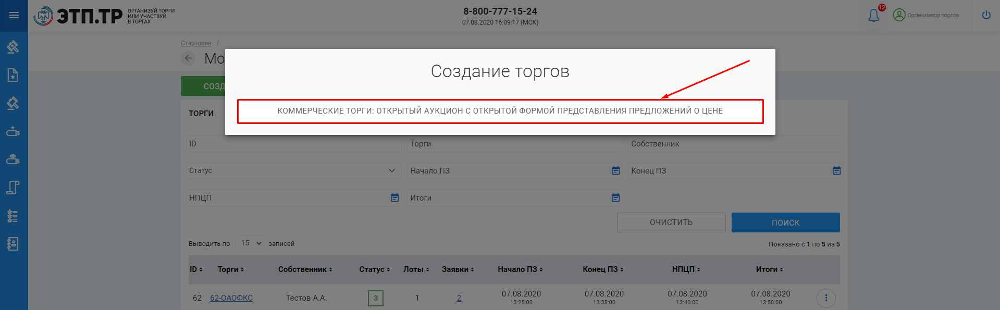 ЭТП.ТР
ОРГАНИЗУЙ ТОРГИ
ИЛИ УЧАСТВУЙ
В ТОРГАХ
8-800-777-15-24
07.08.2020 16:09:17 (МСК)
12
Организатор торгов
Стартовая /
Мо
Создание торгов
СОЗД
КОММЕРЧЕСКИЕ ТОРГИ: ОТКРЫТЫЙ АУКЦИОН С ОТКРЫТОЙ ФОРМОЙ ПРЕДСТАВЛЕНИЯ ПРЕДЛОЖЕНИЙ О ЦЕНЕ
ТОРГИ
ID Торги Собственник
Статус Начало ПЗ Конец ПЗ
НПЦП Итоги
ОЧИСТИТЬ ПОИСК
Выводить по 15 записей Показано с 1 по 5 из 5
ID Торги Собственник Статус Лоты Заявки Начало ПЗ Конец ПЗ НПЦП Итоги
62 62-ОАОФКС Тестов А.А. 3 1 2 07.08.2020 07.08.2020 07.08.2020 07.08.2020
13:25:00 13:35:00 13:40:00 13:50:00